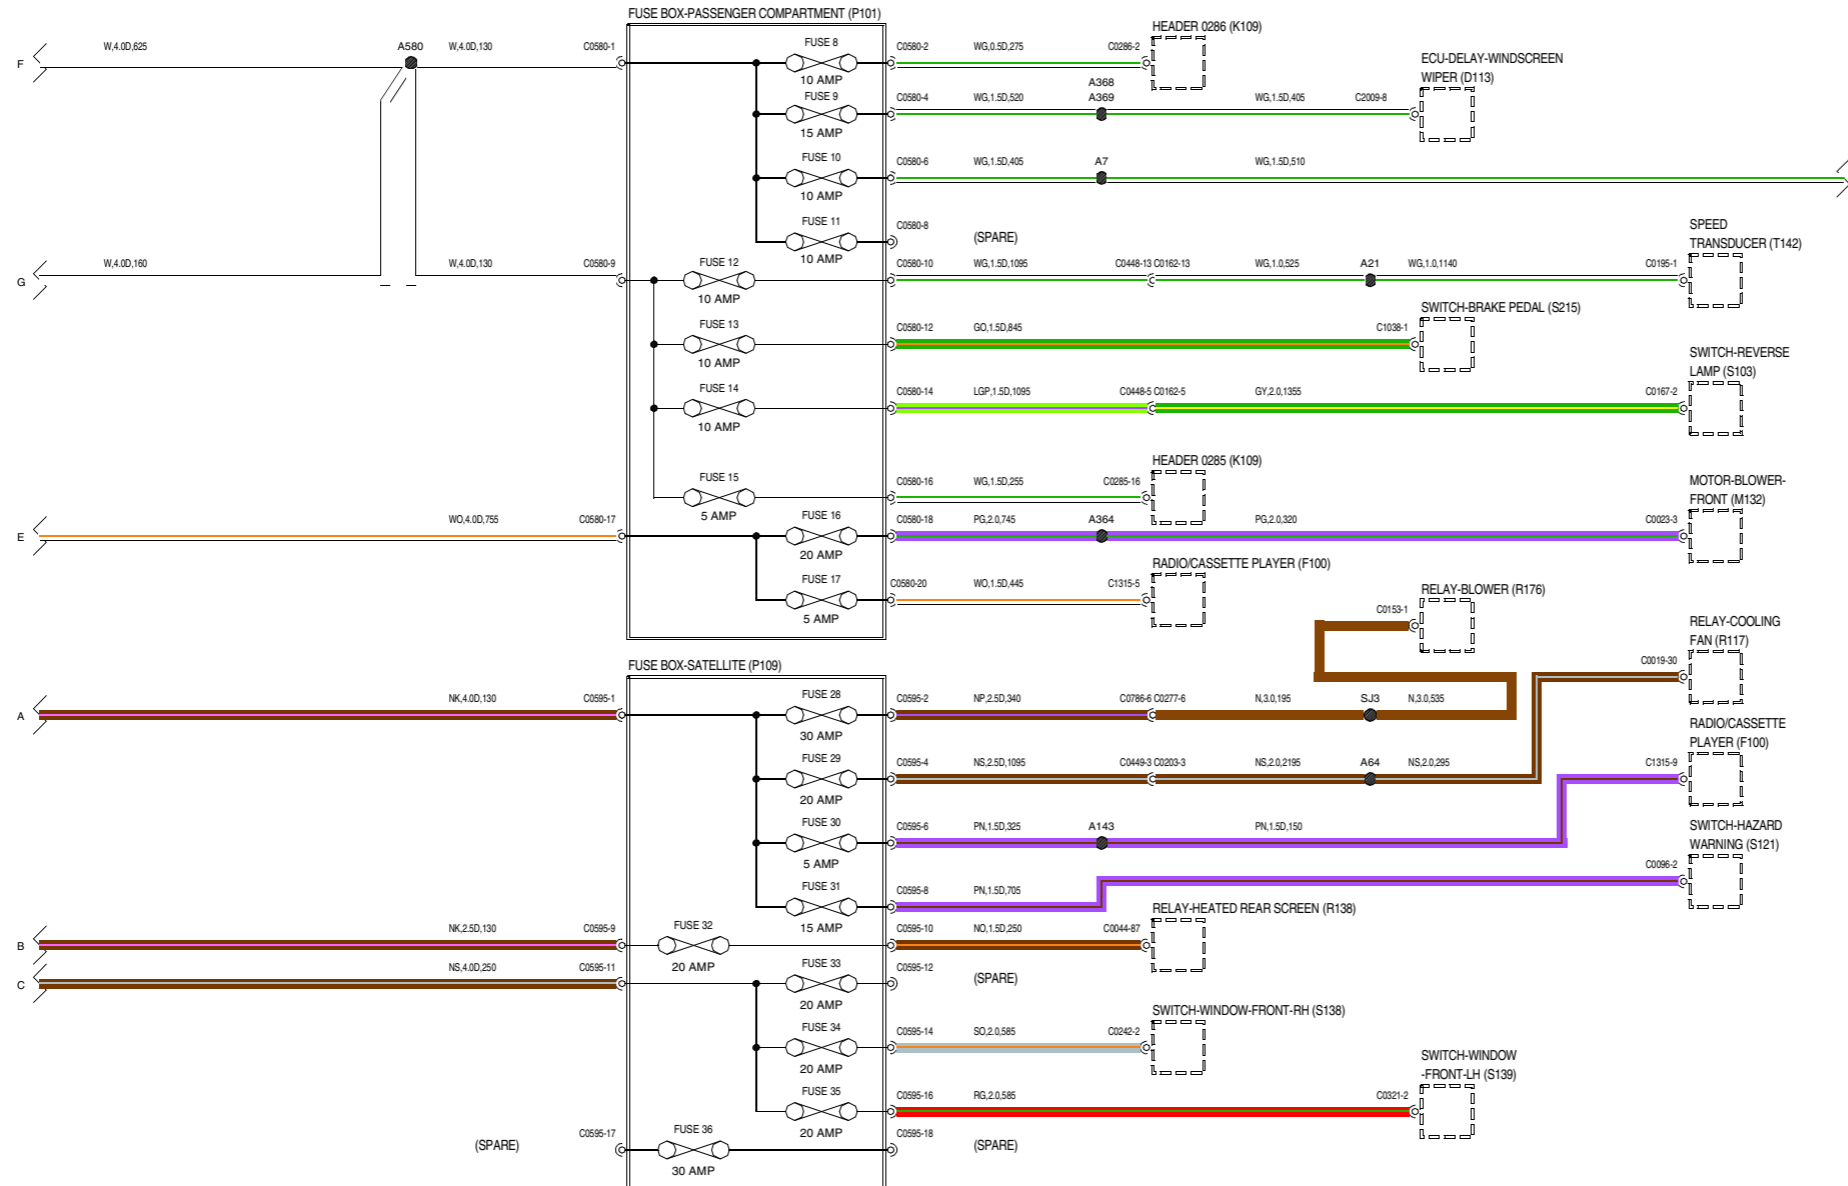 FUSE BOX-PASSENGER COMPARTMENT (P101)
HEADER 0286 (K109)
F
W,4.0D,625
A580
W,4.0D,130
C0580-1
FUSE 8
10 AMP
C0580-2
WG,0.5D,275
C0286-2
ECU-DELAY-WINDSCREEN
WIPER (D113)
FUSE 9
15 AMP
C0580-4
WG,1.5D,520
A368
A369
WG,1.5D,405
C2009-8
FUSE 10
10 AMP
C0580-6
WG,1.5D,405
A7
WG,1.5D,510
FUSE 11
10 AMP
C0580-8
(SPARE)
SPEED
TRANSDUCER (T142)
G
W,4.0D,160
W,4.0D,130
C0580-9
FUSE 12
10 AMP
C0580-10
WG,1.5D,1095
C0448-13 C0162-13
WG,1.0,525
A21
WG,1.0,1140
C0195-1
SWITCH-BRAKE PEDAL (S215)
FUSE 13
10 AMP
C0580-12
GO,1.5D,845
C1038-1
SWITCH-REVERSE
LAMP (S103)
FUSE 14
10 AMP
C0580-14
LGP,1.5D,1095
C0448-5 C0162-5
GY,2.0,1355
C0167-2
HEADER 0285 (K109)
FUSE 15
5 AMP
C0580-16
WG,1.5D,255
C0285-16
MOTOR-BLOWER-
FRONT (M132)
E
WO,4.0D,755
C0580-17
FUSE 16
20 AMP
C0580-18
PG,2.0,745
A364
PG,2.0,320
C0023-3
RADIO/CASSETTE PLAYER (F100)
FUSE 17
5 AMP
C0580-20
WO,1.5D,445
C1315-5
RELAY-BLOWER (R176)
C0153-1
RELAY-COOLING
FAN (R117)
C0019-30
FUSE BOX-SATELLITE (P109)
A
NK,4.0D,130
C0595-1
FUSE 28
30 AMP
C0595-2
NP,2.5D,340
C0786-6 C0277-6
N,3.0,195
SJ3
N,3.0,535
RADIO/CASSETTE
PLAYER (F100)
C1315-9
FUSE 29
20 AMP
C0595-4
NS,2.5D,1095
C0449-3 C0203-3
NS,2.0,2195
A64
NS,2.0,295
FUSE 30
5 AMP
C0595-6
PN,1.5D,325
A143
PN,1.5D,150
SWITCH-HAZARD
WARNING (S121)
C0096-2
FUSE 31
15 AMP
C0595-8
PN,1.5D,705
RELAY-HEATED REAR SCREEN (R138)
B
NK,2.5D,130
C0595-9
FUSE 32
20 AMP
C0595-10
NO,1.5D,250
C0044-87
C
NS,4.0D,250
C0595-11
FUSE 33
20 AMP
C0595-12
(SPARE)
SWITCH-WINDOW-FRONT-RH (S138)
FUSE 34
20 AMP
C0595-14
SO,2.0,585
C0242-2
SWITCH-WINDOW
-FRONT-LH (S139)
FUSE 35
20 AMP
C0595-16
RG,2.0,585
C0321-2
(SPARE)
C0595-17
FUSE 36
30 AMP
C0595-18
(SPARE)